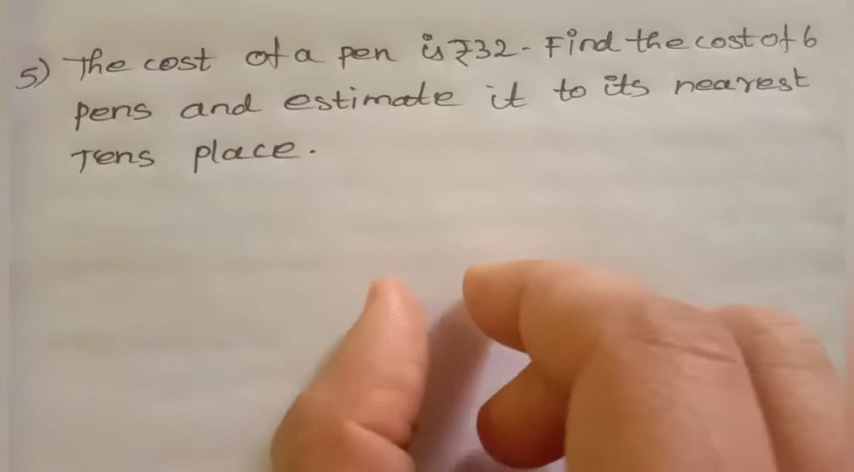 5) The cost of a pen is ₹32. Find the cost of 6
pens and estimate it to its nearest
Tens place.